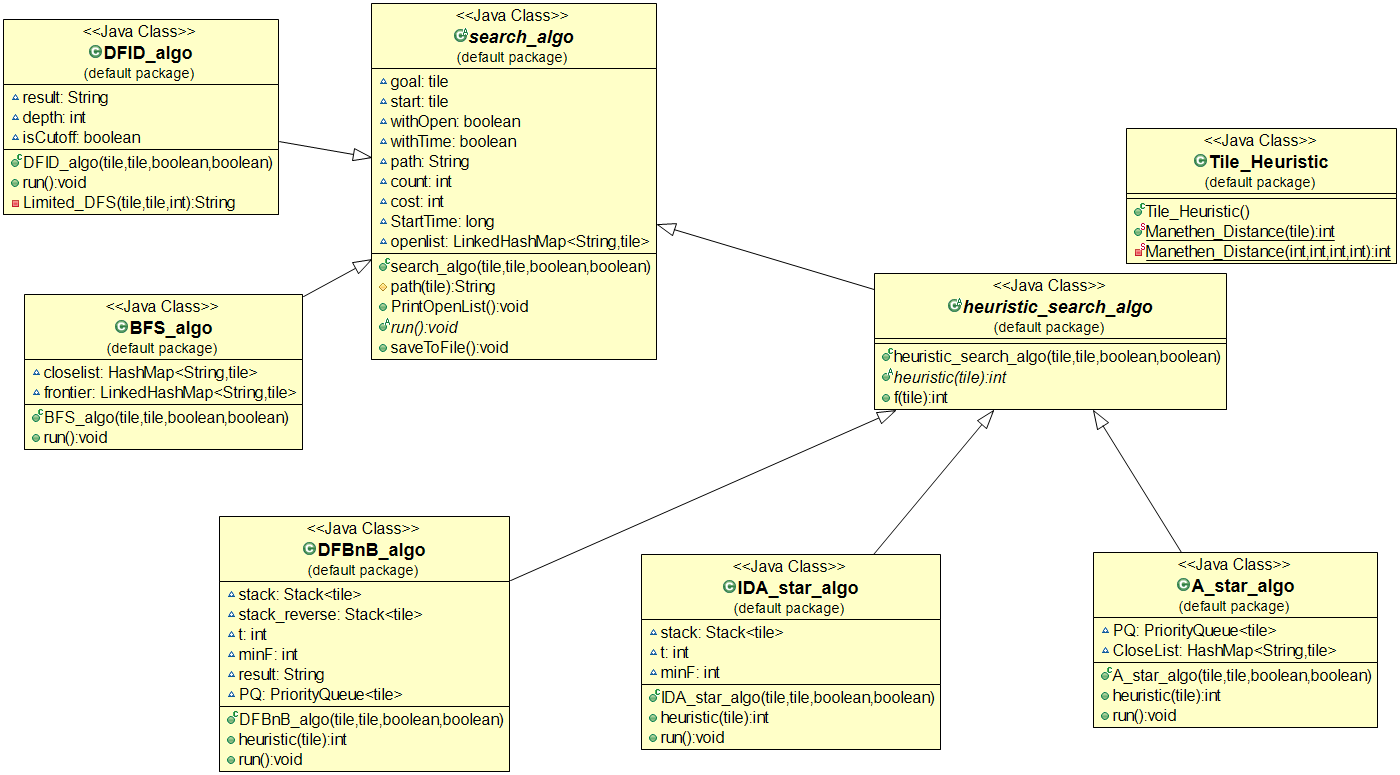 <<Java Class>>
DFID_algo
(default package)
result: String
depth: int
isCutoff: boolean
DFID_algo(tile,tile,boolean,boolean)
run():void
Limited_DFS(tile,tile,int):String
<<Java Class>>
search_algo
(default package)
goal: tile
start: tile
withOpen: boolean
withTime: boolean
path: String
count: int
cost: int
StartTime: long
openlist: LinkedHashMap<String,tile>
search_algo(tile,tile,boolean,boolean)
path(tile):String
PrintOpenList():void
run():void
saveToFile():void
<<Java Class>>
Tile_Heuristic
(default package)
Tile_Heuristic()
Manethen_Distance(tile):int
Manethen_Distance(int,int,int,int):int
<<Java Class>>
BFS_algo
(default package)
closelist: HashMap<String,tile>
frontier: LinkedHashMap<String,tile>
BFS_algo(tile,tile,boolean,boolean)
run():void
<<Java Class>>
heuristic_search_algo
(default package)
heuristic_search_algo(tile,tile,boolean,boolean)
heuristic(tile):int
f(tile):int
<<Java Class>>
DFBnB_algo
(default package)
stack: Stack<tile>
stack_reverse: Stack<tile>
t: int
minF: int
result: String
PQ: PriorityQueue<tile>
DFBnB_algo(tile,tile,boolean,boolean)
heuristic(tile):int
run():void
<<Java Class>>
IDA_star_algo
(default package)
stack: Stack<tile>
t: int
minF: int
IDA_star_algo(tile,tile,boolean,boolean)
heuristic(tile):int
run():void
<<Java Class>>
A_star_algo
(default package)
PQ: PriorityQueue<tile>
CloseList: HashMap<String,tile>
A_star_algo(tile,tile,boolean,boolean)
heuristic(tile):int
run():void